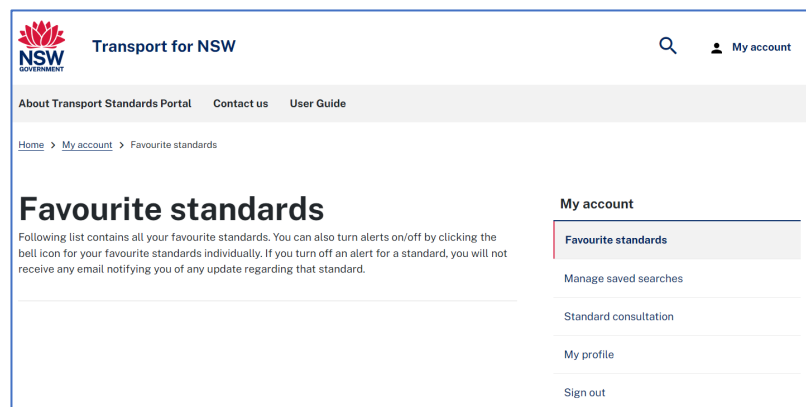 NSW
GOVERNMENT
Transport for NSW
My account
About Transport Standards Portal Contact us User Guide
Home > My account > Favourite standards
Favourite standards
Following list contains all your favourite standards. You can also turn alerts on/off by clicking the
bell icon for your favourite standards individually. If you turn off an alert for a standard, you will not
receive any email notifying you of any update regarding that standard.
My account
Favourite standards
Manage saved searches
Standard consultation
My profile
Sign out